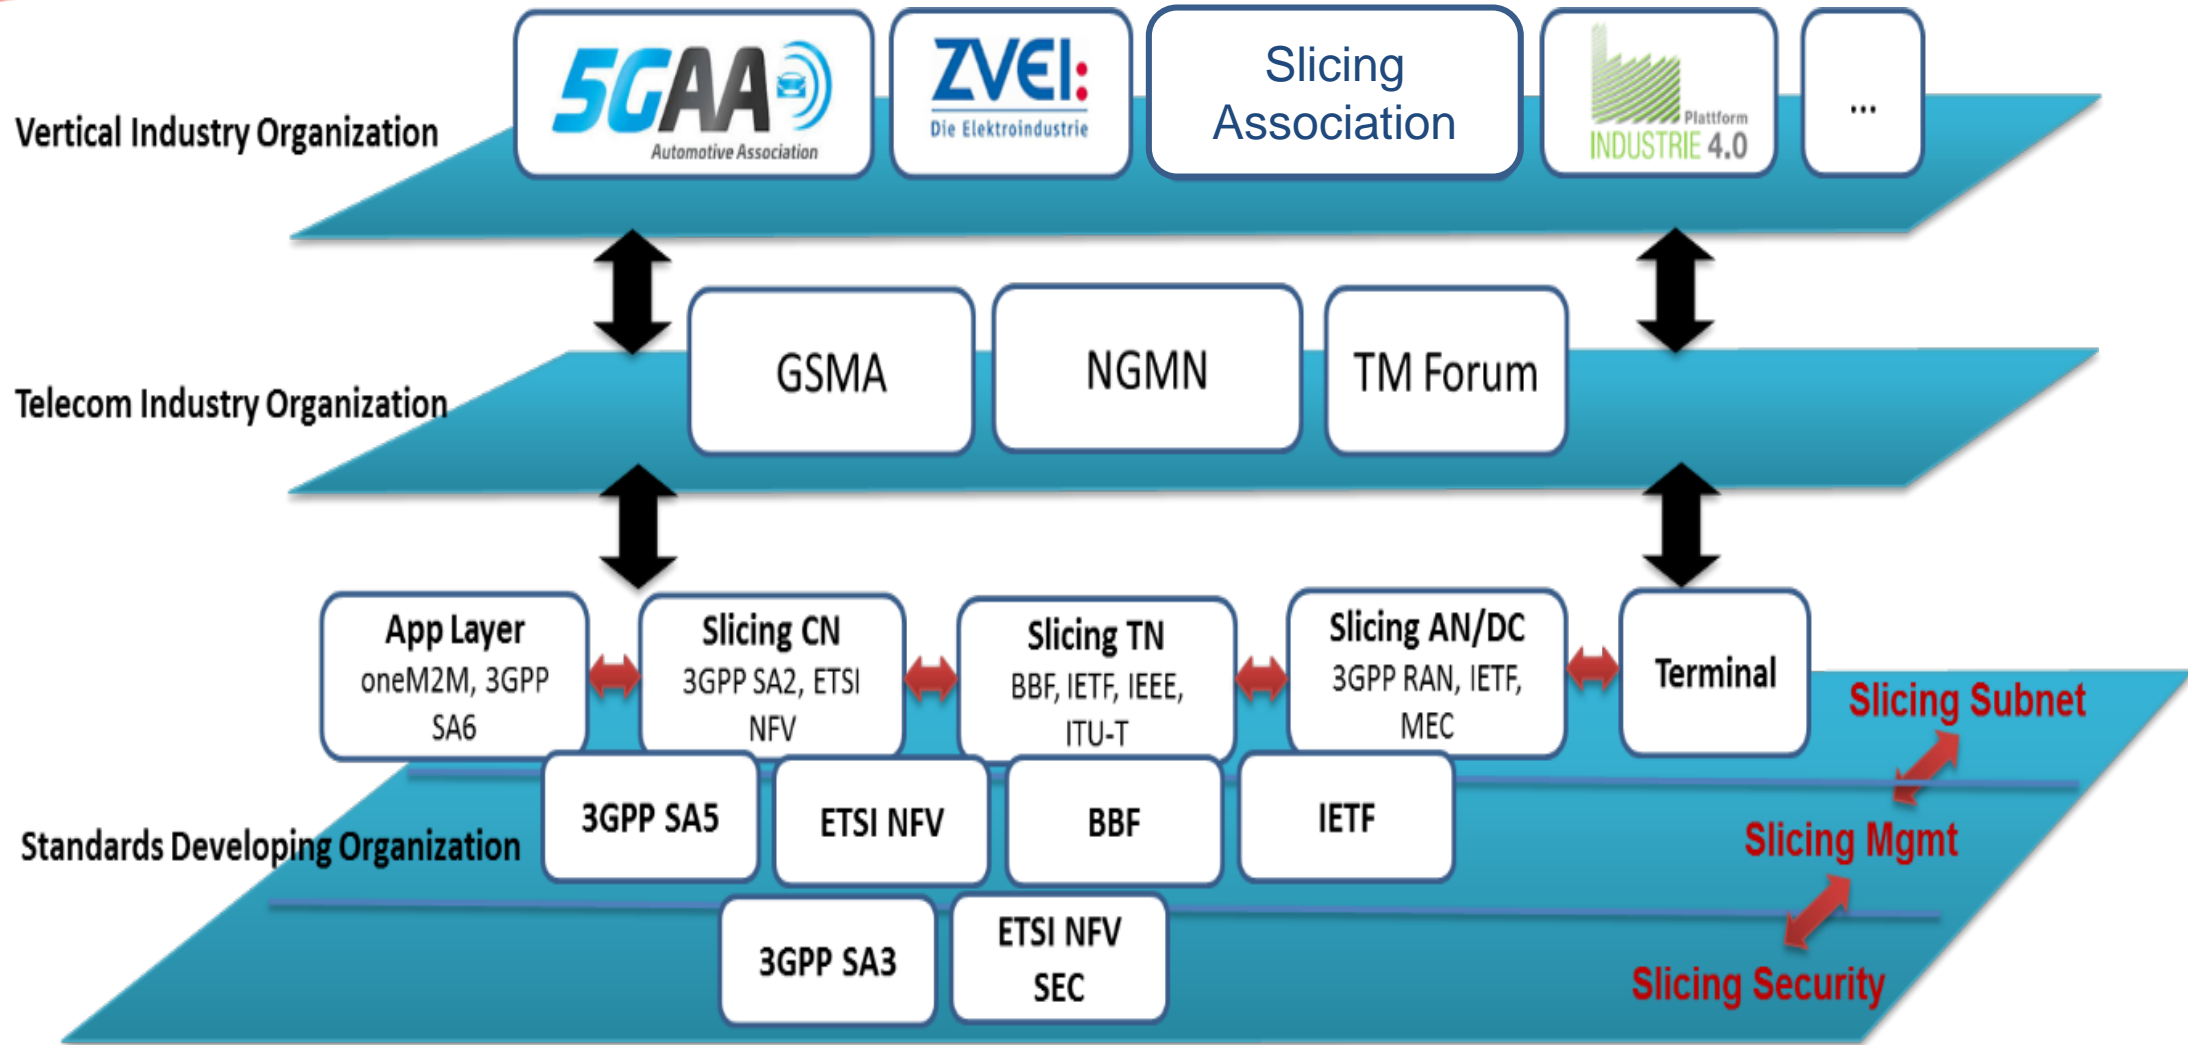 5GAA
Automotive Association
ZVEI:
Die Elektroindustrie
Slicing
Association
Plattform
INDUSTRIE 4.0
...
Vertical Industry Organization
GSMA
NGMN
TM Forum
Telecom Industry Organization
App Layer
oneM2M, 3GPP
SA6
Slicing CN
3GPP SA2, ETSI
NFV
Slicing TN
BBF, IETF, IEEE,
ITU-T
Slicing AN/DC
3GPP RAN, IETF,
MEC
Terminal
Slicing Subnet
3GPP SA5
ETSI NFV
BBF
IETF
Slicing Mgmt
Standards Developing Organization
3GPP SA3
ETSI NFV
SEC
Slicing Security